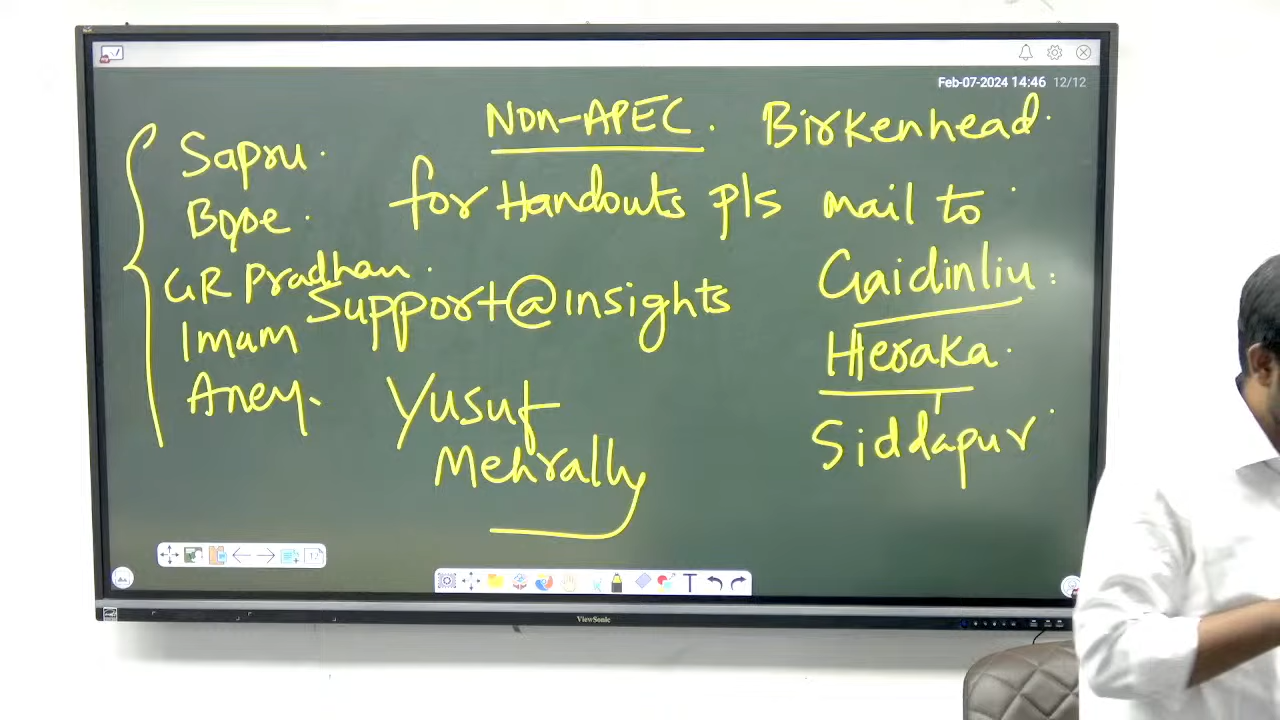 Feb-07-2024 14:46 12/12
Non-APEC.
Birkenhead.
for Handouts pls mail to
Sapru.
Bose.
GR Pradhan.
Imam
Aney.
Support@insights
Yusuf
Mehrally
Gaidinliu:
Heraka.
Siddapur
ViewSonic